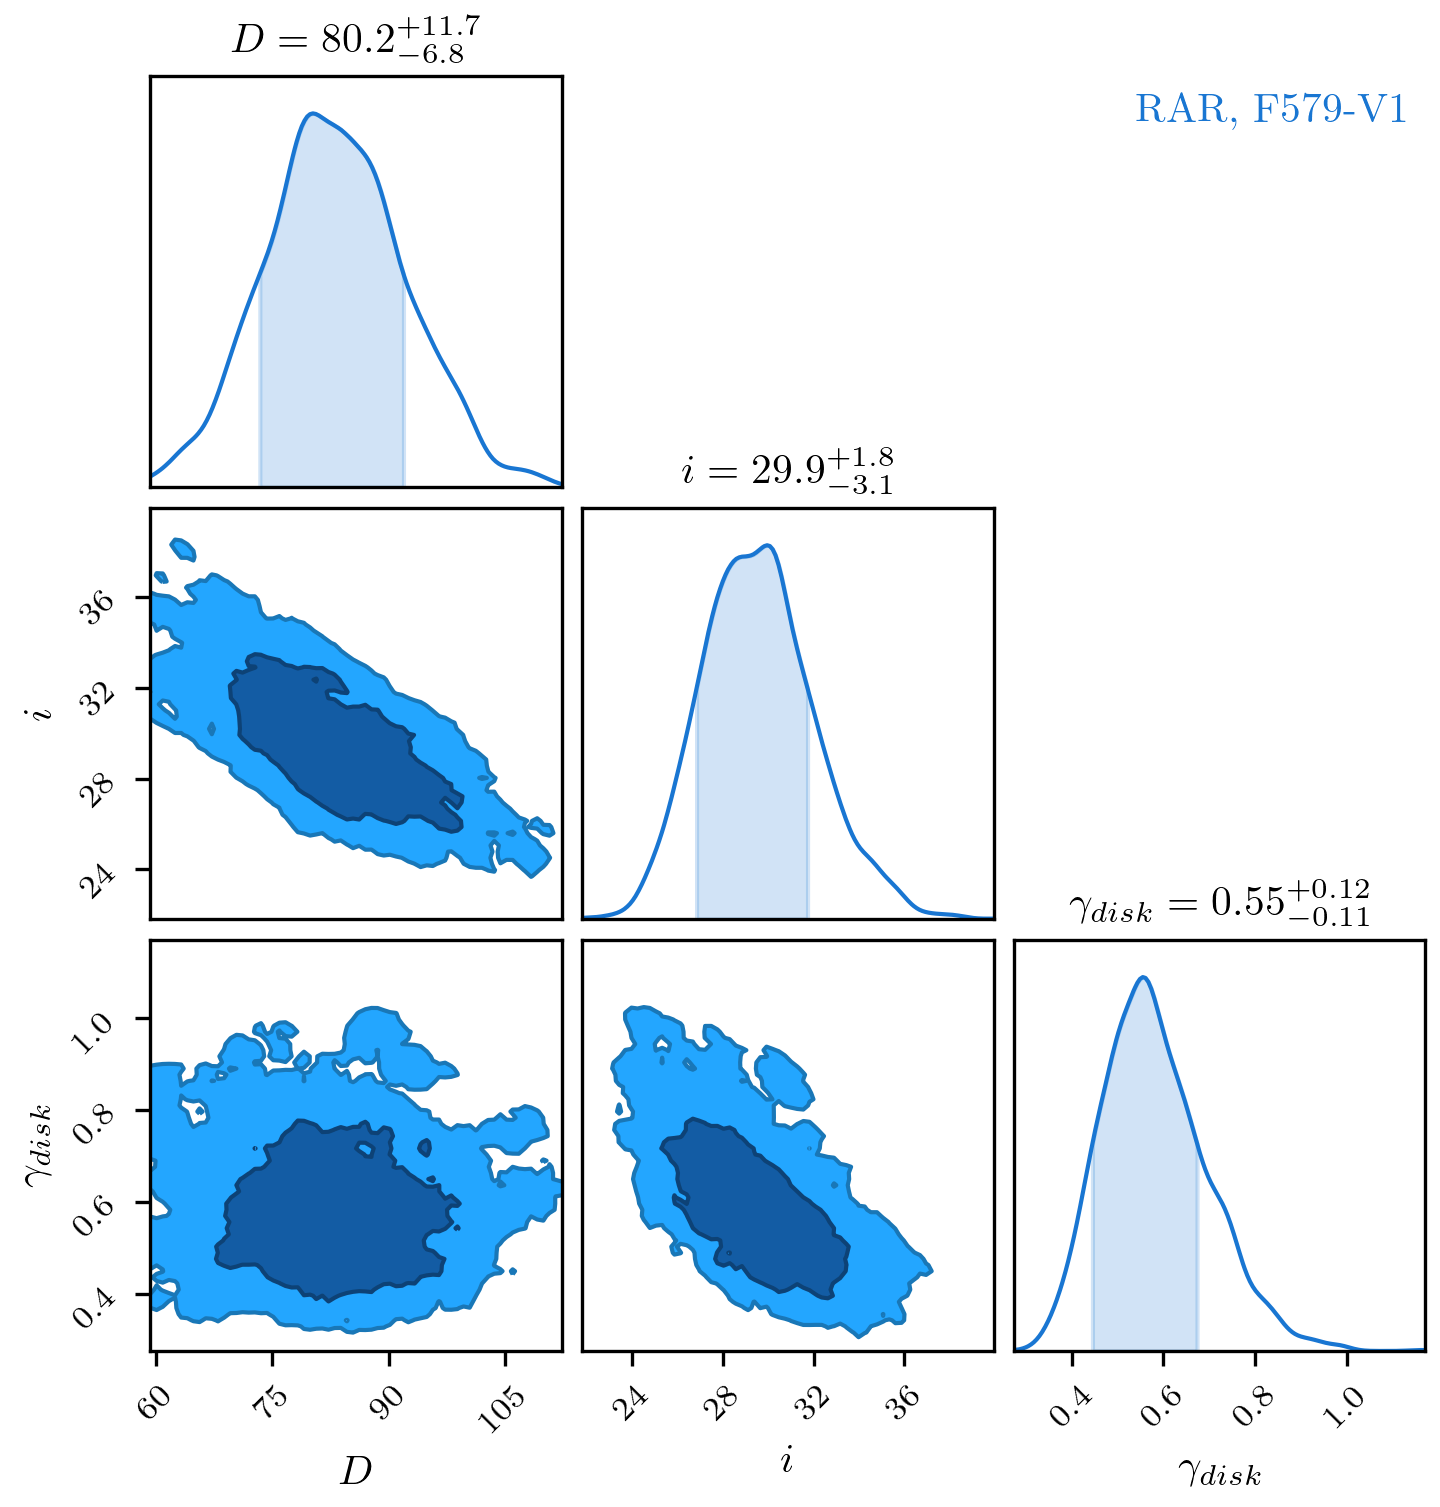 D = 80.2^{+11.7}_{-6.8}
RAR, F579-V1
i = 29.9^{+1.8}_{-3.1}
36
32
28
24
i
γ_{disk} = 0.55^{+0.12}_{-0.11}
1.0
0.8
0.6
0.4
γ_{disk}
60 75 90 105
24 28 32 36
0.4 0.6 0.8 1.0
D
i
γ_{disk}